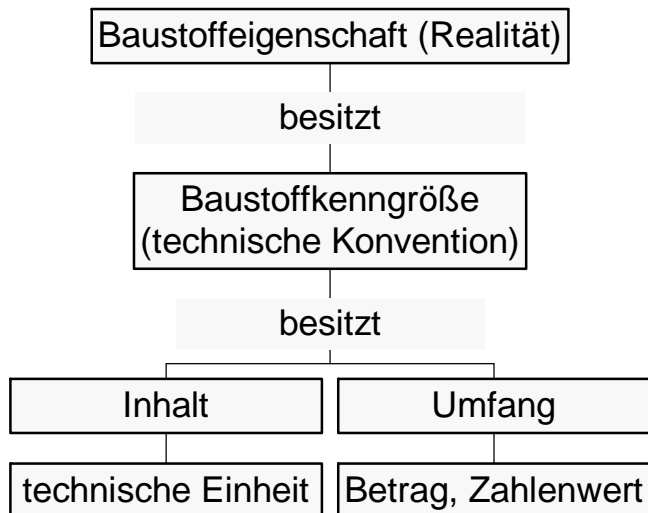 Baustoffeigenschaft (Realität)
besitzt
Baustoffkenngröße
(technische Konvention)
besitzt
Inhalt
Umfang
technische Einheit
Betrag, Zahlenwert